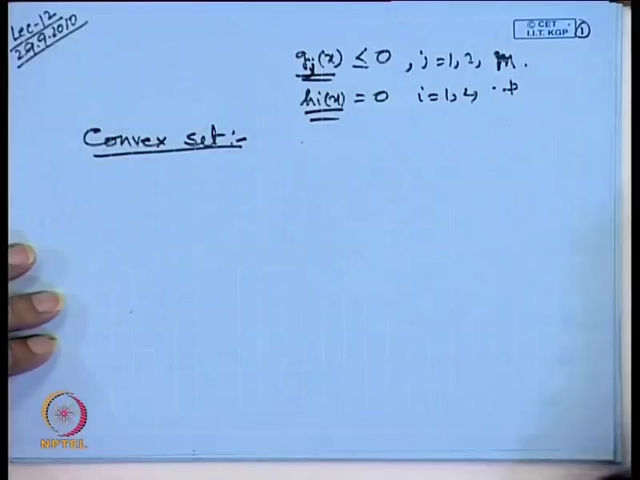 Lec-12
29.9.2010
© CET
I.I.T. KGP
1
gj(x) ≤ 0 , j = 1, 2, m.
hi(x) = 0 i = 1, 2, .. p
Convex set :-
NPTEL